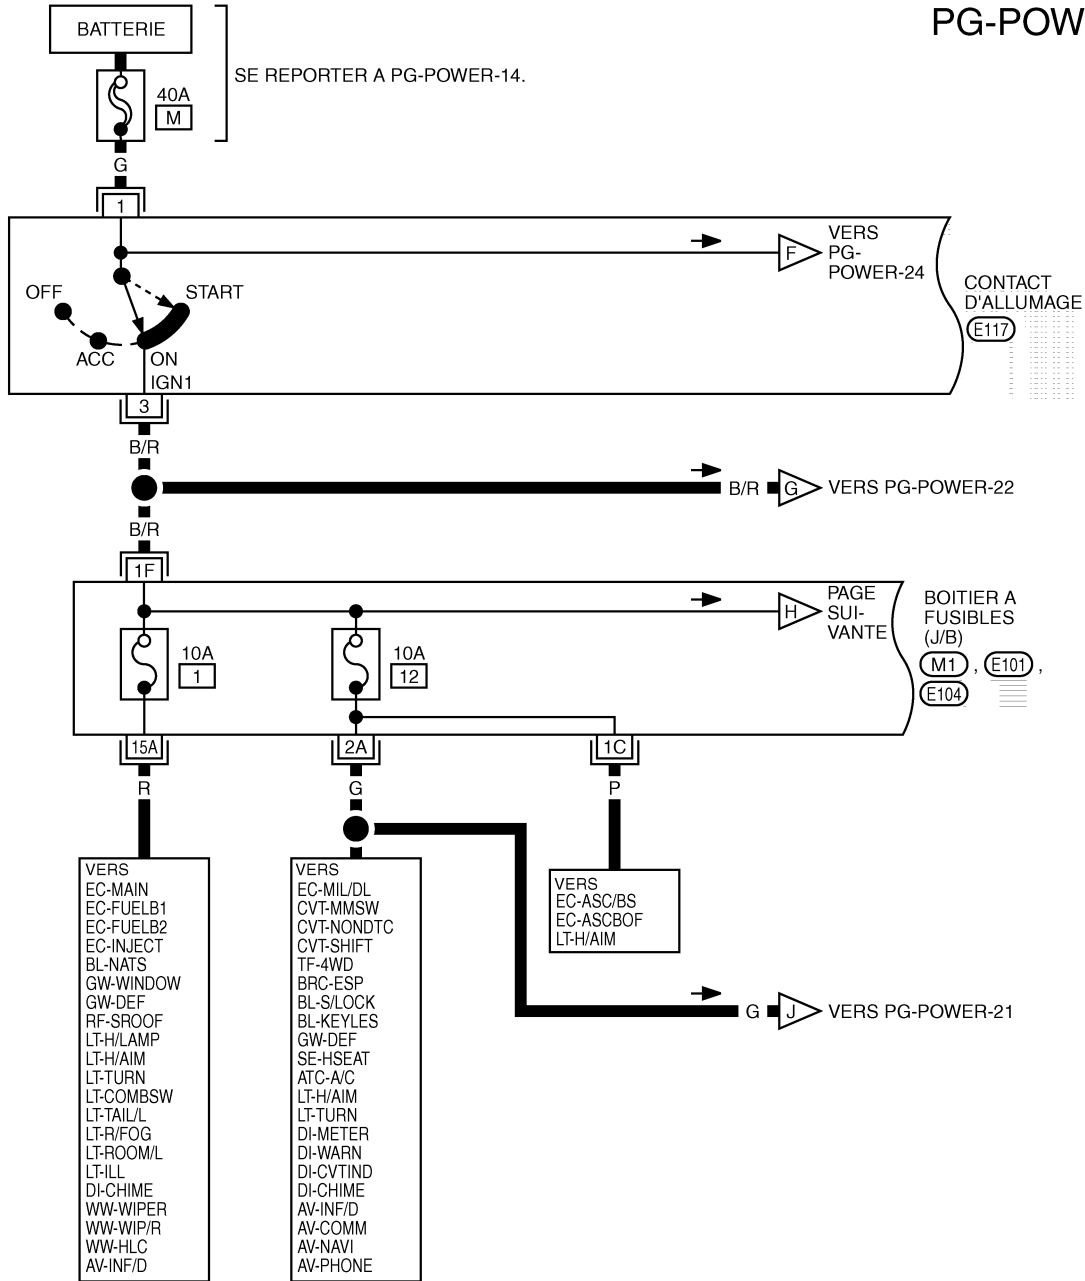 PG-POW
BATTERIE
SE REPORTER A PG-POWER-14.
40A
M
G
1
F
VERS
PG-
POWER-24
CONTACT
D'ALLUMAGE
E117
OFF
START
ACC
ON
IGN1
3
B/R
B/R
G
VERS PG-POWER-22
B/R
1F
H
PAGE
SUI-
VANTE
BOITIER A
FUSIBLES
(J/B)
M1 , E101 ,
E104
10A
1
10A
12
15A
2A
1C
R
G
P
VERS
EC-MAIN
EC-FUELB1
EC-FUELB2
EC-INJECT
BL-NATS
GW-WINDOW
GW-DEF
RF-SROOF
LT-H/LAMP
LT-H/AIM
LT-TURN
LT-COMBSW
LT-TAIL/L
LT-R/FOG
LT-ROOM/L
LT-ILL
DI-CHIME
WW-WIPER
WW-WIP/R
WW-HLC
AV-INF/D
VERS
EC-MIL/DL
CVT-MMSW
CVT-NONDTC
CVT-SHIFT
TF-4WD
BRC-ESP
BL-S/LOCK
BL-KEYLES
GW-DEF
SE-HSEAT
ATC-A/C
LT-H/AIM
LT-TURN
DI-METER
DI-WARN
DI-CVTIND
DI-CHIME
AV-INF/D
AV-COMM
AV-NAVI
AV-PHONE
VERS
EC-ASC/BS
EC-ASCBOF
LT-H/AIM
G
J
VERS PG-POWER-21